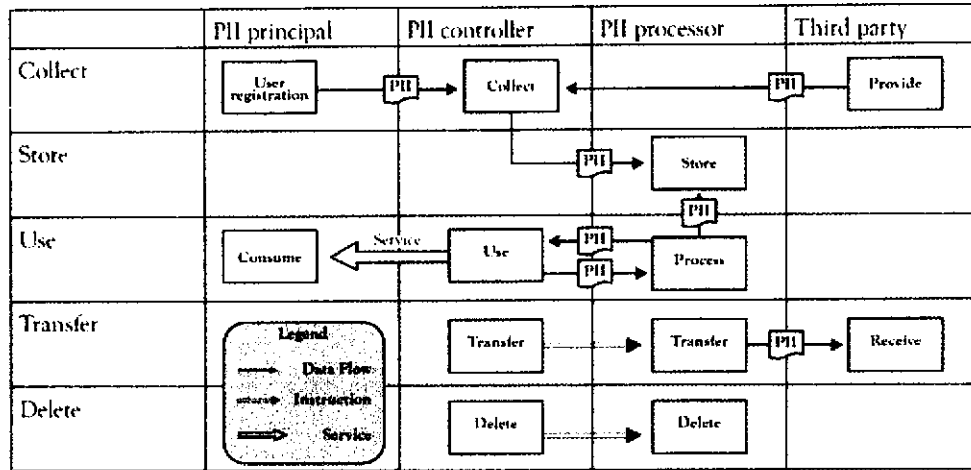 PII principal
PII controller
PII processor
Third party
Collect
User
registration
PII
Collect
PII
Provide
Store
PII
Store
PII
Use
Consume
Service
Use
PII
PII
Process
Transfer
Legend
Data Flow
Instruction
Service
Transfer
Transfer
PII
Receive
Delete
Delete
Delete